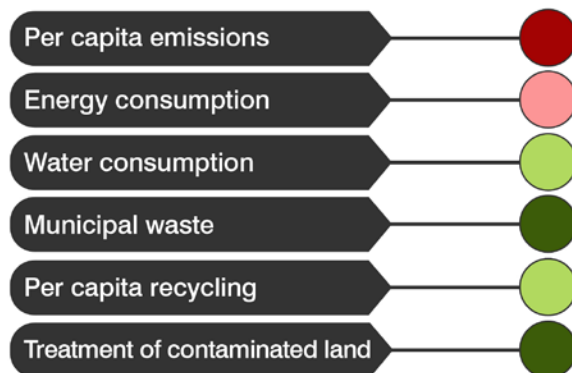 Per capita emissions
Energy consumption
Water consumption
Municipal waste
Per capita recycling
Treatment of contaminated land